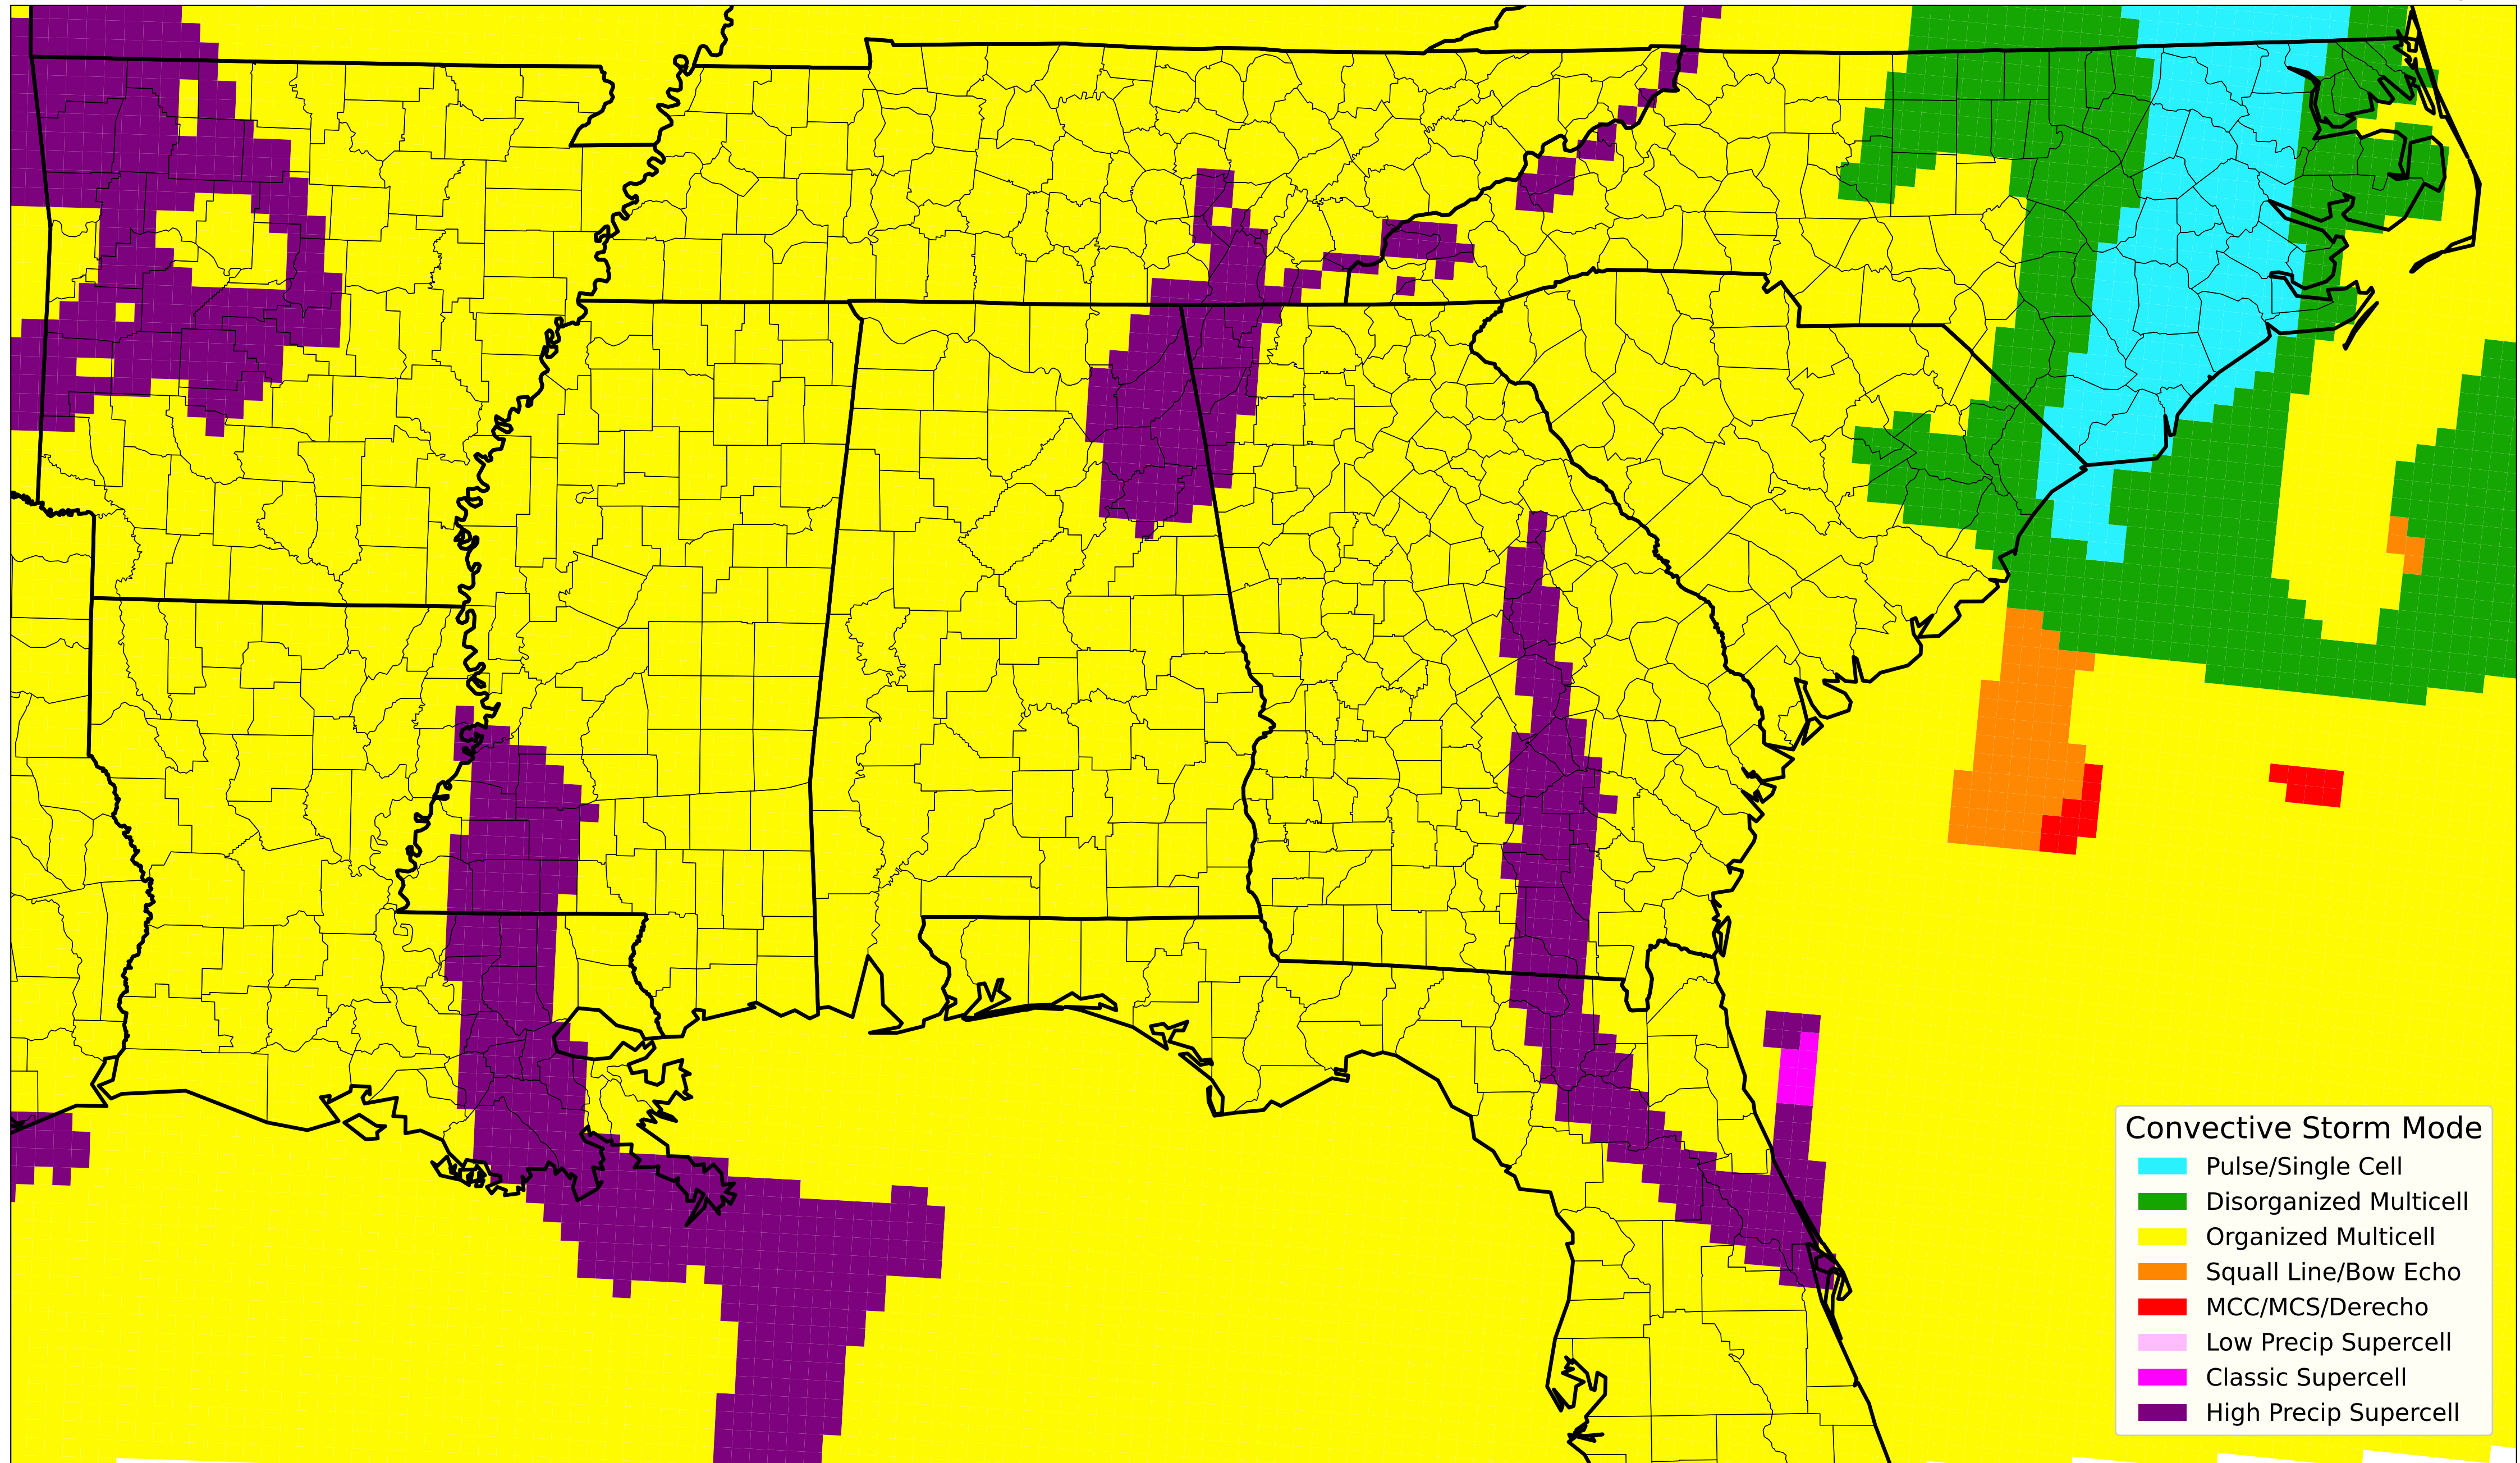 Convective Storm Mode
Pulse/Single Cell
Disorganized Multicell
Organized Multicell
Squall Line/Bow Echo
MCC/MCS/Derecho
Low Precip Supercell
Classic Supercell
High Precip Supercell